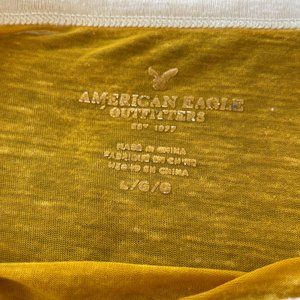 AMERICAN EAGLE
OUTFITTERS
EST 1977
MADE IN CHINA
FABRIQUÉ EN CHINE
HECHO EN CHINA
L/G/G